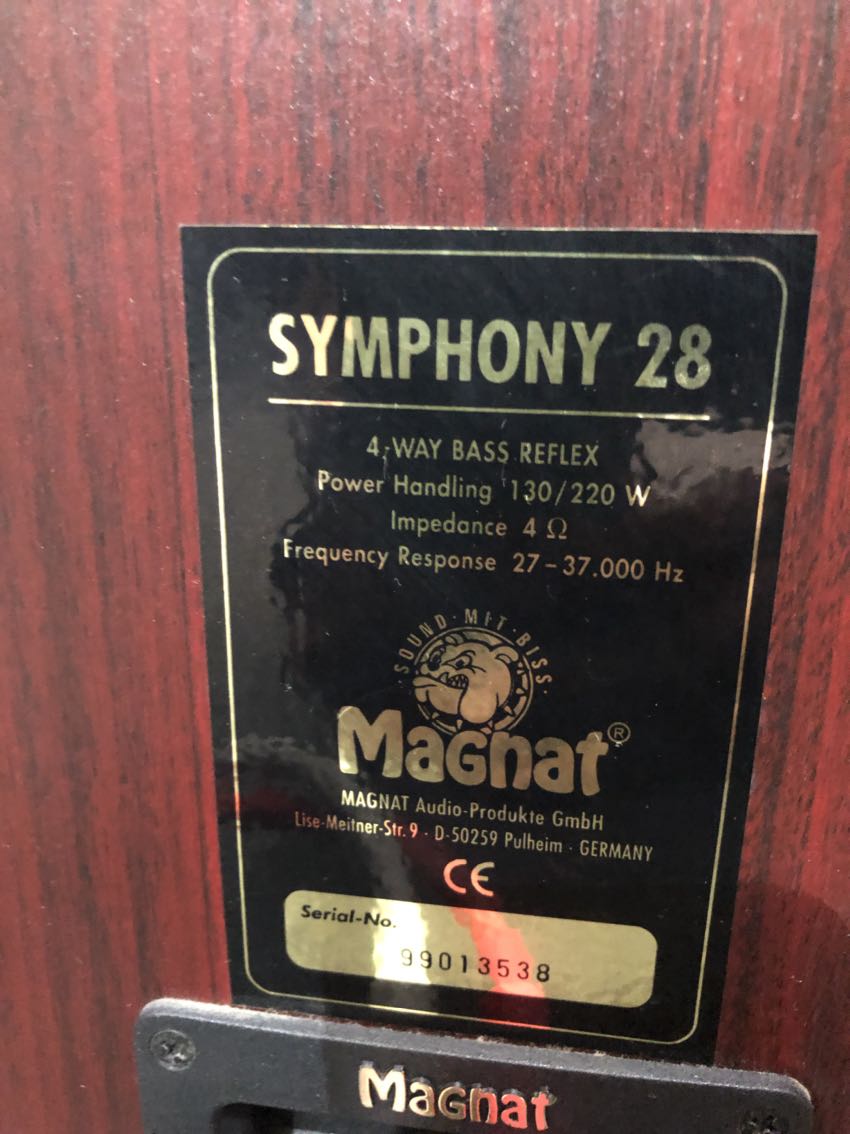 SYMPHONY 28
4-WAY BASS REFLEX
Power Handling 130/220 W
Impedance 4 Ω
Frequency Response 27-37.000 Hz
SOUND · MIT · BISS ·
Magnat®
MAGNAT Audio-Produkte GmbH
Lise-Meitner-Str. 9 · D-50259 Pulheim · GERMANY
CE
Serial-No.
99013538
Magnat